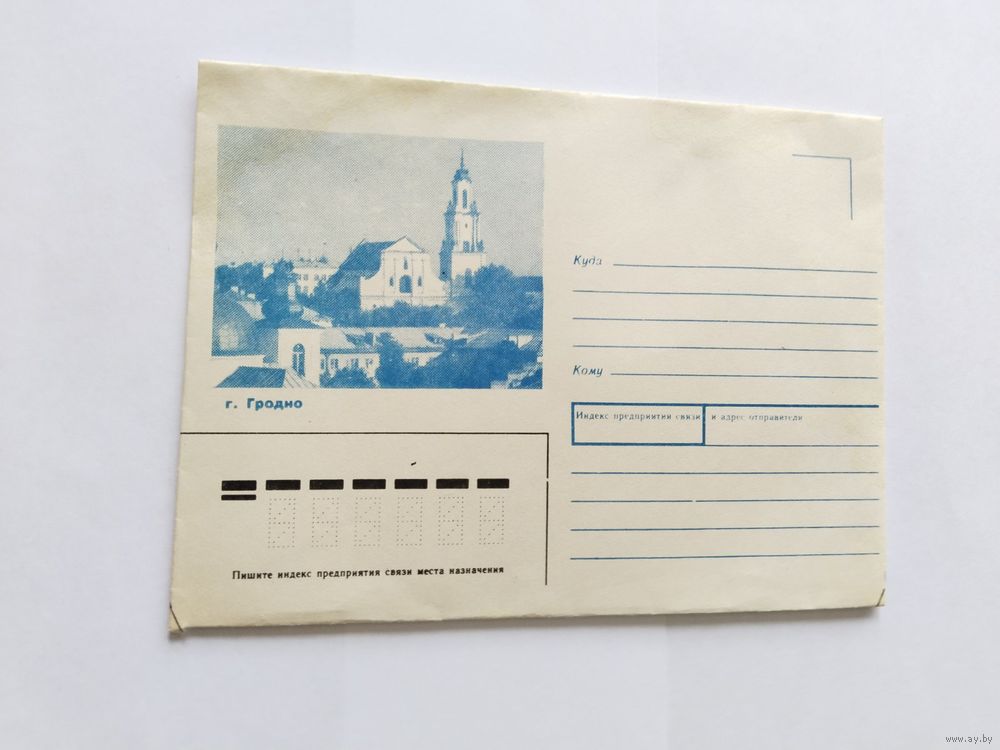 г. Гродно
Куда
Кому
Индекс предприятия связи и адрес отправителя
Пишите индекс предприятия связи места назначения
www.ay.by